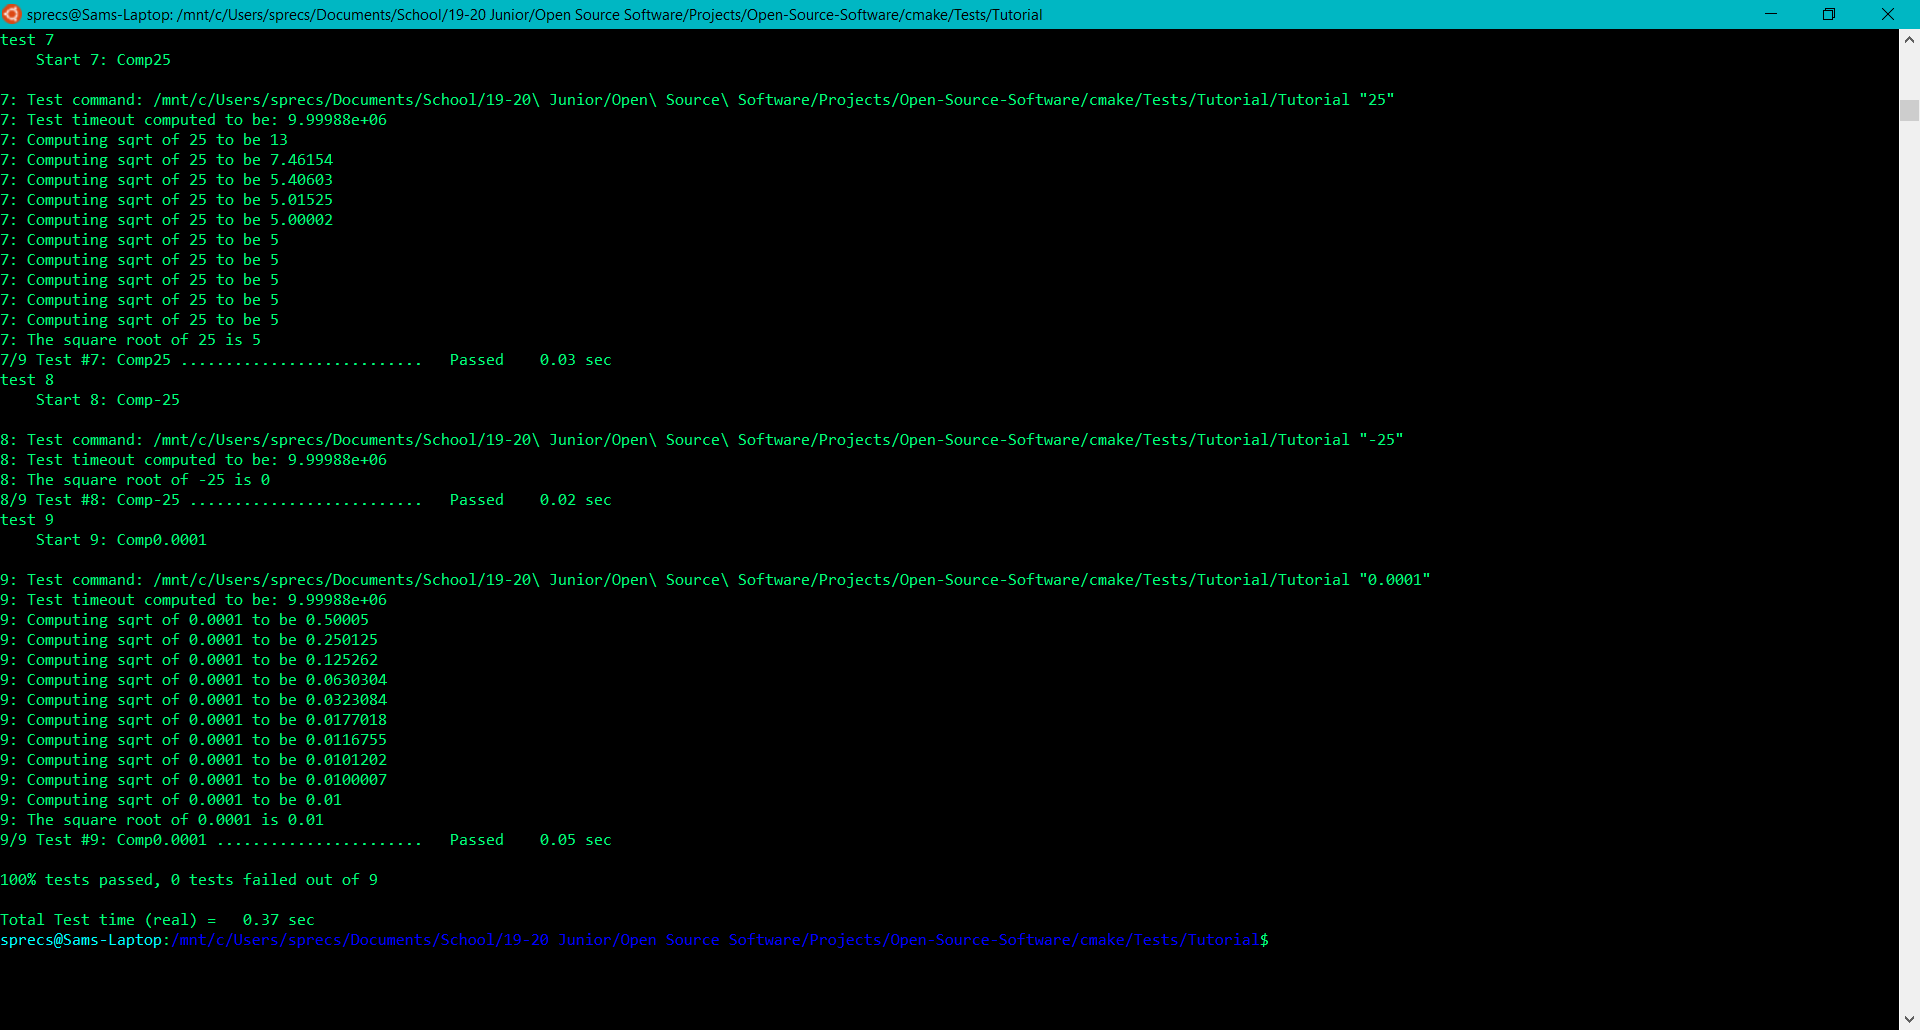 sprecs@Sams-Laptop: /mnt/c/Users/sprecs/Documents/School/19-20 Junior/Open Source Software/Projects/Open-Source-Software/cmake/Tests/Tutorial
test 7
    Start 7: Comp25

7: Test command: /mnt/c/Users/sprecs/Documents/School/19-20\ Junior/Open\ Source\ Software/Projects/Open-Source-Software/cmake/Tests/Tutorial/Tutorial "25"
7: Test timeout computed to be: 9.99988e+06
7: Computing sqrt of 25 to be 13
7: Computing sqrt of 25 to be 7.46154
7: Computing sqrt of 25 to be 5.40603
7: Computing sqrt of 25 to be 5.01525
7: Computing sqrt of 25 to be 5.00002
7: Computing sqrt of 25 to be 5
7: Computing sqrt of 25 to be 5
7: Computing sqrt of 25 to be 5
7: Computing sqrt of 25 to be 5
7: Computing sqrt of 25 to be 5
7: The square root of 25 is 5
7/9 Test #7: Comp25 ...........................   Passed    0.03 sec
test 8
    Start 8: Comp-25

8: Test command: /mnt/c/Users/sprecs/Documents/School/19-20\ Junior/Open\ Source\ Software/Projects/Open-Source-Software/cmake/Tests/Tutorial/Tutorial "-25"
8: Test timeout computed to be: 9.99988e+06
8: The square root of -25 is 0
8/9 Test #8: Comp-25 ..........................   Passed    0.02 sec
test 9
    Start 9: Comp0.0001

9: Test command: /mnt/c/Users/sprecs/Documents/School/19-20\ Junior/Open\ Source\ Software/Projects/Open-Source-Software/cmake/Tests/Tutorial/Tutorial "0.0001"
9: Test timeout computed to be: 9.99988e+06
9: Computing sqrt of 0.0001 to be 0.50005
9: Computing sqrt of 0.0001 to be 0.250125
9: Computing sqrt of 0.0001 to be 0.125262
9: Computing sqrt of 0.0001 to be 0.0630304
9: Computing sqrt of 0.0001 to be 0.0323084
9: Computing sqrt of 0.0001 to be 0.0177018
9: Computing sqrt of 0.0001 to be 0.0116755
9: Computing sqrt of 0.0001 to be 0.0101202
9: Computing sqrt of 0.0001 to be 0.0100007
9: Computing sqrt of 0.0001 to be 0.01
9: The square root of 0.0001 is 0.01
9/9 Test #9: Comp0.0001 .......................   Passed    0.05 sec

100% tests passed, 0 tests failed out of 9

Total Test time (real) =   0.37 sec
sprecs@Sams-Laptop:/mnt/c/Users/sprecs/Documents/School/19-20 Junior/Open Source Software/Projects/Open-Source-Software/cmake/Tests/Tutorial$